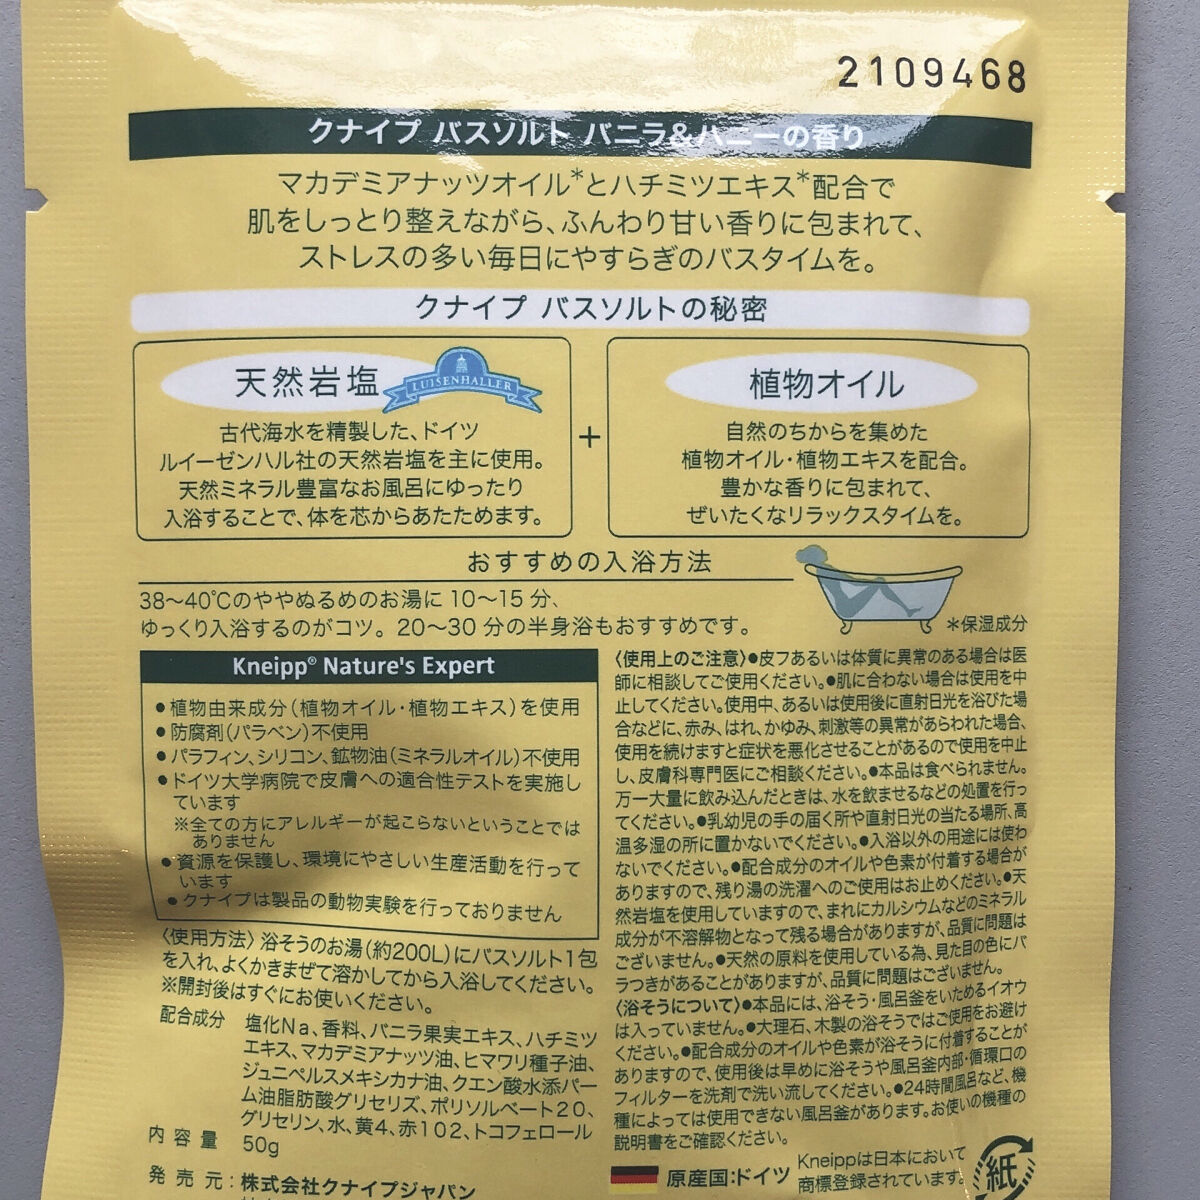 2109468
クナイプ バスソルト バニラ&ハニーの香り
マカデミアナッツオイル*とハチミツエキス*配合で
肌をしっとり整えながら、ふんわり甘い香りに包まれて、
ストレスの多い毎日にやすらぎのバスタイムを。
クナイプ バスソルトの秘密
天然岩塩
LUISENHALLER
古代海水を精製した、ドイツ
ルイーゼンハル社の天然岩塩を主に使用。
天然ミネラル豊富なお風呂にゆったり
入浴することで、体を芯からあたためます。
+
植物オイル
自然のちからを集めた
植物オイル・植物エキスを配合。
豊かな香りに包まれて、
ぜいたくなリラックスタイムを。
おすすめの入浴方法
38〜40℃のややぬるめのお湯に 10〜15 分、
ゆっくり入浴するのがコツ。20〜30 分の半身浴もおすすめです。
*保湿成分
Kneipp® Nature's Expert
●植物由来成分(植物オイル・植物エキス)を使用
●防腐剤(パラベン)不使用
●パラフィン、シリコン、鉱物油(ミネラルオイル)不使用
●ドイツ大学病院で皮膚への適合性テストを実施し
ています
※全ての方にアレルギーが起こらないということでは
ありません
●資源を保護し、環境にやさしい生産活動を行って
います
●クナイプは製品の動物実験を行っておりません
〈使用方法〉浴そうのお湯(約200L)にバスソルト1包
を入れ、よくかきまぜて溶かしてから入浴してください。
※開封後はすぐにお使いください。
配合成分 塩化Na、香料、バニラ果実エキス、ハチミツ
エキス、マカデミアナッツ油、ヒマワリ種子油、
ジュニペルスメキシカナ油、クエン酸水添パー
ム油脂肪酸グリセリズ、ポリソルベート20、
グリセリン、水、黄4、赤102、トコフェロール
内容量 50g
発売元:株式会社クナイプジャパン
〈使用上のご注意〉●皮フあるいは体質に異常のある場合は医
師に相談してご使用ください。●肌に合わない場合は使用を中
止してください。使用中、あるいは使用後に直射日光を浴びた場
合などに、赤み、はれ、かゆみ、刺激等の異常があらわれた場合、
使用を続けますと症状を悪化させることがあるので使用を中止
し、皮膚科専門医にご相談ください。●本品は食べられません。
万一大量に飲み込んだときは、水を飲ませるなどの処置を行っ
てください。●乳幼児の手の届く所や直射日光の当たる場所、高
温多湿の所に置かないでください。●入浴以外の用途には使わ
ないでください。●配合成分のオイルや色素が付着する場合が
ありますので、残り湯の洗濯へのご使用はお止めください。●天
然岩塩を使用していますので、まれにカルシウムなどのミネラル
成分が不溶解物となって残る場合がありますが、品質に問題は
ございません。●天然の原料を使用している為、見た目の色にバ
ラつきがあることがありますが、品質に問題はございません。
〈浴そうについて〉●本品には、浴そう・風呂釜をいためるイオウ
は入っていません。●大理石、木製の浴そうではご使用をお避け
ください。●配合成分のオイルや色素が浴そうに付着することが
ありますので、使用後は早めに浴そうや風呂釜内部・循環口の
フィルターを洗剤で洗い流してください。●24時間風呂など、機
種によっては使用できない風呂釜があります。お使いの機種の
説明書をご確認ください。
原産国:ドイツ
Kneippは日本において
商標登録されています。
紙